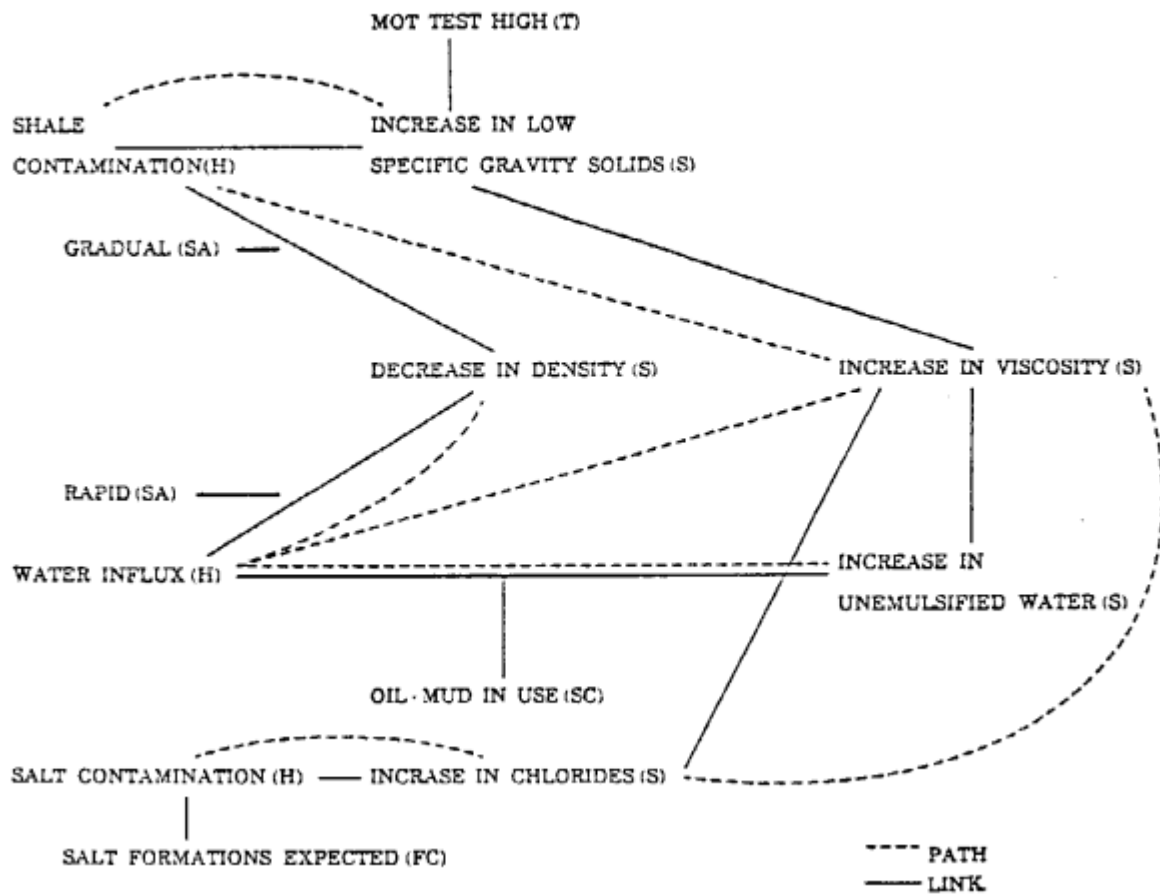 MOT TEST HIGH (T)
SHALE
CONTAMINATION(H)
INCREASE IN LOW
SPECIFIC GRAVITY SOLIDS (S)
GRADUAL (SA)
DECREASE IN DENSITY (S)
INCREASE IN VISCOSITY (S)
RAPID (SA)
WATER INFLUX (H)
INCREASE IN
UNEMULSIFIED WATER (S)
OIL - MUD IN USE (SC)
SALT CONTAMINATION (H)
INCRASE IN CHLORIDES (S)
SALT FORMATIONS EXPECTED (FC)
PATH
LINK